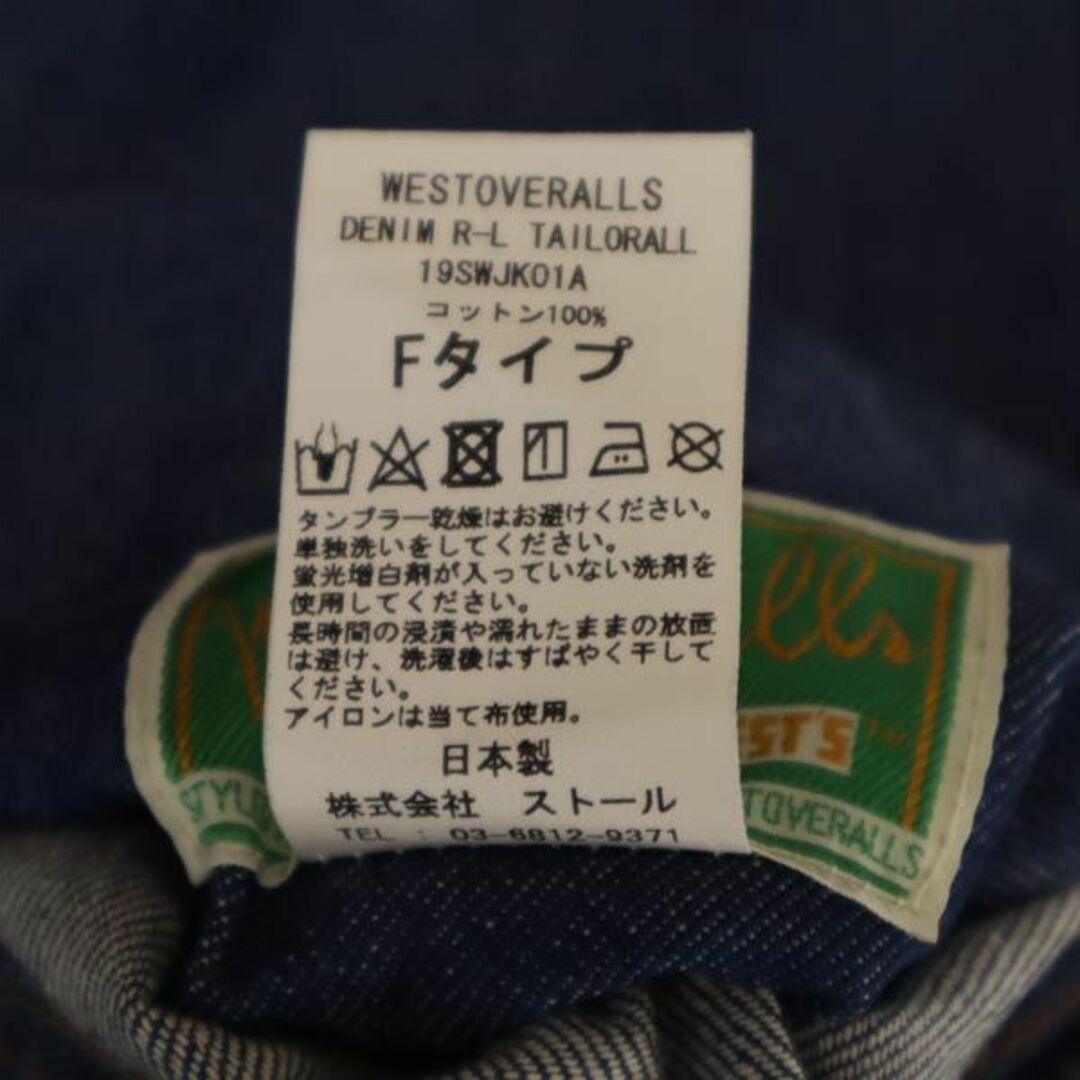 WESTOVERALLS
DENIM R-L TAILORALL
19SWJK01A
コットン100%
Fタイプ
タンブラー乾燥はお避けください。
単独洗いをしてください。
蛍光増白剤が入っていない洗剤を
使用してください。
長時間の浸漬や濡れたままの放置
は避け、洗濯後はすばやく干して
ください。
アイロンは当て布使用。
日本製
株式会社 ストール
TEL : 03-6812-9371
alls
EST'S
STYLE
TOVERALLS